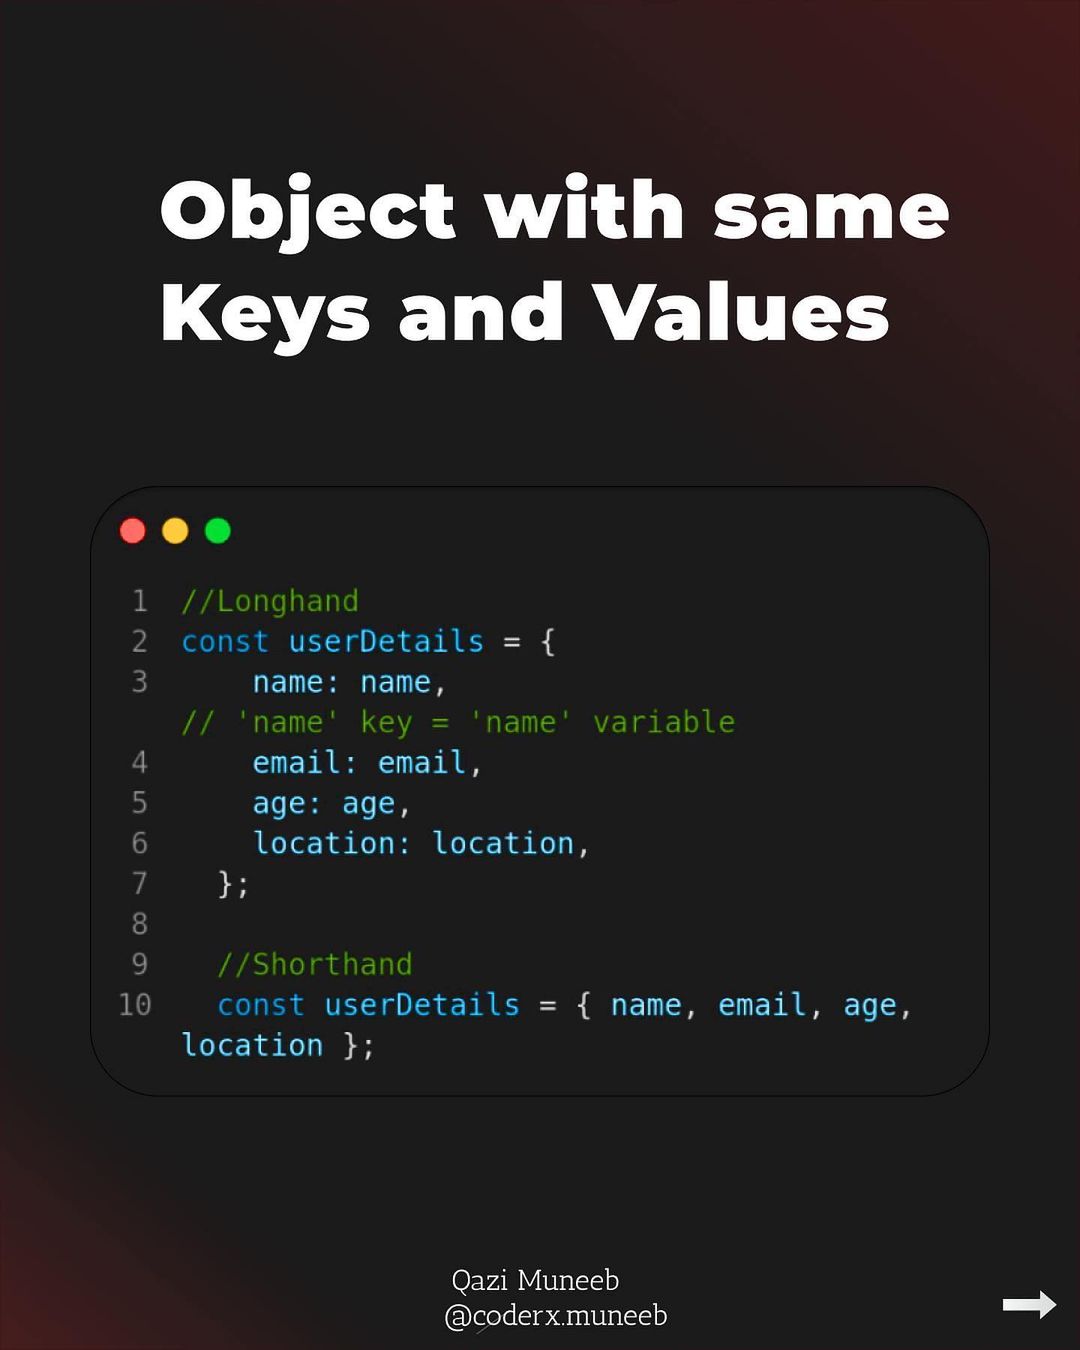 Object with same
Keys and Values
1 //Longhand
2 const userDetails = {
3     name: name,
// 'name' key = 'name' variable
4     email: email,
5     age: age,
6     location: location,
7   };
8
9   //Shorthand
10   const userDetails = { name, email, age,
location };
Qazi Muneeb
@coderx.muneeb